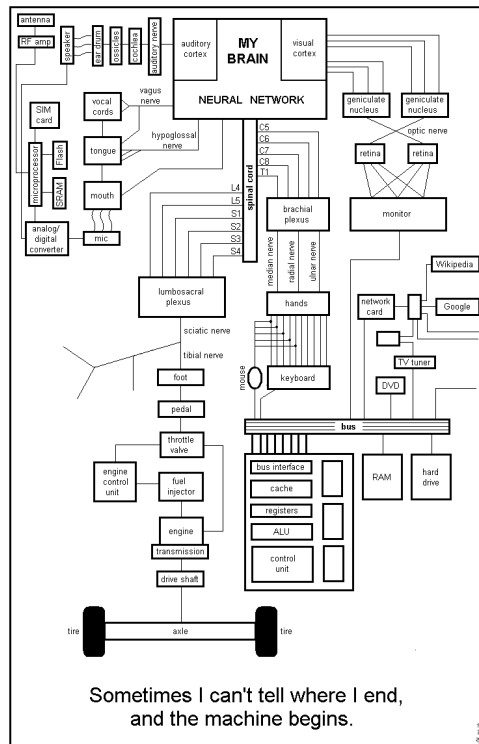 antenna
RF amp
speaker
ear drum
ossicles
cochlea
auditory nerve
auditory
cortex
MY
BRAIN
visual
cortex
NEURAL NETWORK
SIM
card
microprocessor
Flash
SRAM
analog/
digital
converter
mic
vocal
cords
tongue
mouth
vagus
nerve
hypoglossal
nerve
spinal cord
C5
C6
C7
C8
T1
L4
L5
S1
S2
S3
S4
geniculate
nucleus
geniculate
nucleus
optic nerve
retina
retina
monitor
brachial
plexus
median nerve
radial nerve
ulnar nerve
hands
mouse
keyboard
lumbosacral
plexus
sciatic nerve
tibial nerve
foot
pedal
throttle
valve
engine
control
unit
fuel
injector
engine
transmission
drive shaft
tire
axle
tire
Wikipedia
network
card
Google
TV tuner
DVD
bus
RAM
hard
drive
bus interface
cache
registers
ALU
control
unit
Sometimes I can't tell where I end,
and the machine begins.